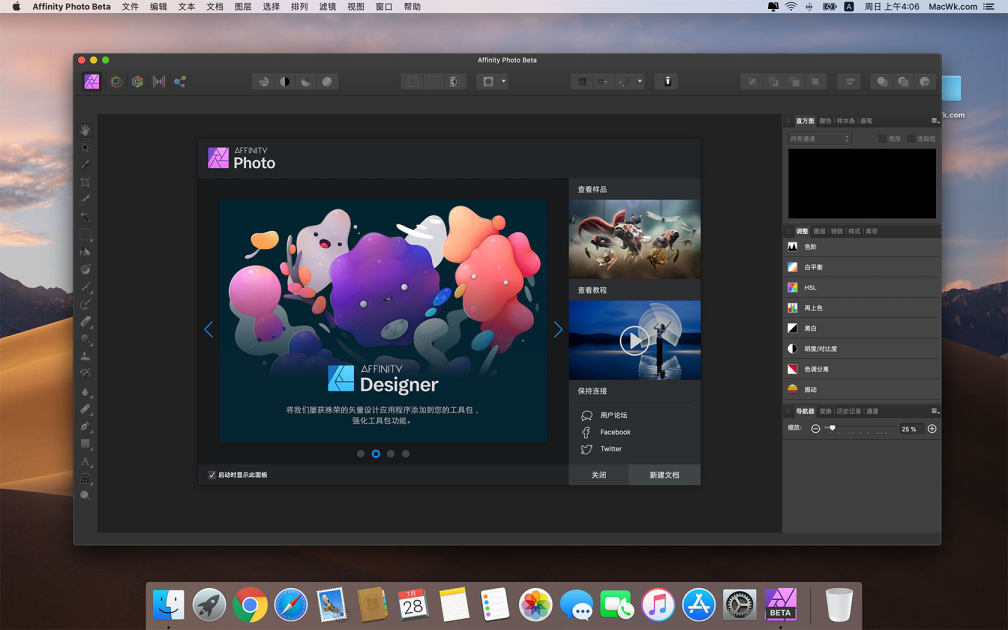 Affinity Photo Beta 文件 编辑 文本 文档 图层 选择 排列 滤镜 视图 窗口 帮助 A 周日 上午4:06 MacWk.com
Affinity Photo Beta
k.com
直方图 颜色 样本条 画笔
所有通道 图层 选取框
AFFINITY
Photo
查看样品
调整 图层 特效 样式 库存
色阶
白平衡
HSL
再上色
黑白
明度/对比度
色调分离
振动
查看教程
AFFINITY
Designer
将我们屡获殊荣的矢量设计应用程序添加到您的工具包，
强化工具包功能。
保持连接
用户论坛
Facebook
Twitter
导航器 变换 历史记录 通道
缩放: 25 %
启动时显示此面板
关闭 新建文档
7月
28
BETA